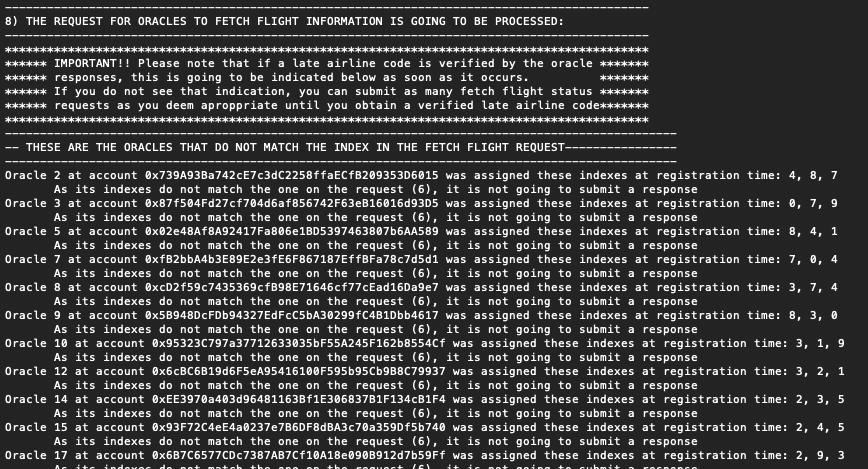 --------------------------------------------------------------------------------------------
8) THE REQUEST FOR ORACLES TO FETCH FLIGHT INFORMATION IS GOING TO BE PROCESSED:
--------------------------------------------------------------------------------------------
********************************************************************************************
****** IMPORTANT!! Please note that if a late airline code is verified by the oracle *******
****** responses, this is going to be indicated below as soon as it occurs.          *******
****** If you do not see that indication, you can submit as many fetch flight status *******
****** requests as you deem aproppriate until you obtain a verified late airline code*******
********************************************************************************************
------------------------------------------------------------------------------------------------
-- THESE ARE THE ORACLES THAT DO NOT MATCH THE INDEX IN THE FETCH FLIGHT REQUEST----------------
------------------------------------------------------------------------------------------------
Oracle 2 at account 0x739A93Ba742cE7c3dC2258ffaECfB209353D6015 was assigned these indexes at registration time: 4, 8, 7
As its indexes do not match the one on the request (6), it is not going to submit a response
Oracle 3 at account 0x87f504Fd27cf704d6af856742F63eB16016d93D5 was assigned these indexes at registration time: 0, 7, 9
As its indexes do not match the one on the request (6), it is not going to submit a response
Oracle 5 at account 0x02e48Af8A92417Fa806e1BD5397463807b6AA589 was assigned these indexes at registration time: 8, 4, 1
As its indexes do not match the one on the request (6), it is not going to submit a response
Oracle 7 at account 0xfB2bbA4b3E89E2e3fE6F867187EffBFa78c7d5d1 was assigned these indexes at registration time: 7, 0, 4
As its indexes do not match the one on the request (6), it is not going to submit a response
Oracle 8 at account 0xcD2f59c7435369cfB98E71646cf77cEad16Da9e7 was assigned these indexes at registration time: 3, 7, 4
As its indexes do not match the one on the request (6), it is not going to submit a response
Oracle 9 at account 0x5B948DcFDb94327EdFcC5bA30299fC4B1Dbb4617 was assigned these indexes at registration time: 8, 3, 0
As its indexes do not match the one on the request (6), it is not going to submit a response
Oracle 10 at account 0x95323C797a37712633035bF55A245F162b8554Cf was assigned these indexes at registration time: 3, 1, 9
As its indexes do not match the one on the request (6), it is not going to submit a response
Oracle 12 at account 0x6cBC6B19d6F5eA95416100F595b95Cb9B8C79937 was assigned these indexes at registration time: 3, 2, 1
As its indexes do not match the one on the request (6), it is not going to submit a response
Oracle 14 at account 0xEE3970a403d96481163Bf1E306837B1F134cB1F4 was assigned these indexes at registration time: 2, 3, 5
As its indexes do not match the one on the request (6), it is not going to submit a response
Oracle 15 at account 0x93F72C4eE4a0237e7B6DF8dBA3c70a359Df5b740 was assigned these indexes at registration time: 2, 4, 5
As its indexes do not match the one on the request (6), it is not going to submit a response
Oracle 17 at account 0x6B7C6577CDc7387AB7Cf10A18e090B912d7b59Ff was assigned these indexes at registration time: 2, 9, 3
As its indexes do not match the one on the request (6), it is not going to submit a response